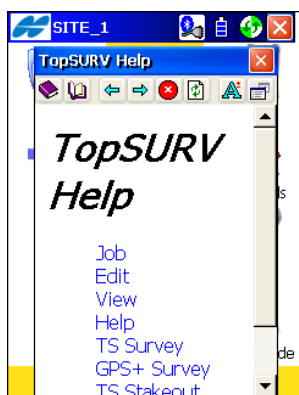 SITE_1
TopSURV Help
TopSURV
Help
Job
Edit
View
Help
TS Survey
GPS+ Survey
TS Stakeout